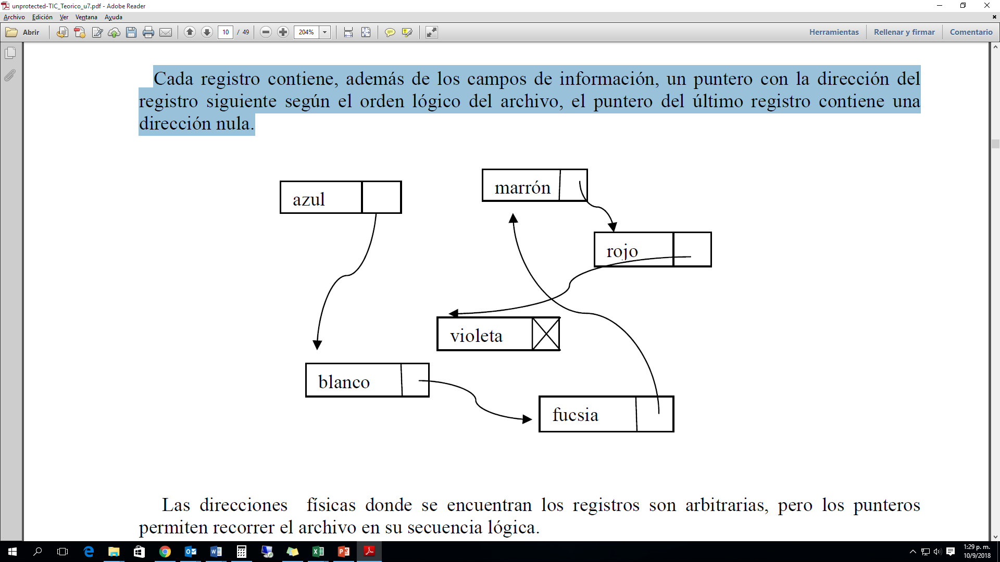 unprotected-TIC_Teorico_u7.pdf - Adobe Reader
Archivo Edición Ver Ventana Ayuda
Abrir 10 / 49 204% Herramientas Rellenar y firmar Comentario
Cada registro contiene, además de los campos de información, un puntero con la dirección del
registro siguiente según el orden lógico del archivo, el puntero del último registro contiene una
dirección nula.
marrón
azul
rojo
violeta
blanco
fucsia
Las direcciones físicas donde se encuentran los registros son arbitrarias, pero los punteros
permiten recorrer el archivo en su secuencia lógica.
1:29 p. m.
10/9/2018